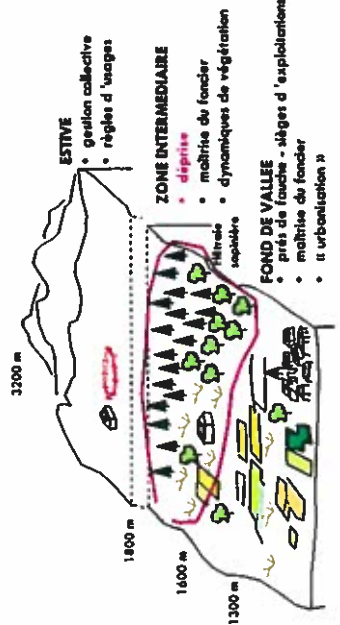 3200 m
ESTIVE
• gestion collective
• règles d'usages
1800 m
ZONE INTERMEDIAIRE
• déprise
• maîtrise du foncier
• dynamiques de végétation
1600 m
Hêtraie
sapinière
1300 m
FOND DE VALLEE
• prés de fauche - sièges d'exploitations
• maîtrise du foncier
• « urbanisation »